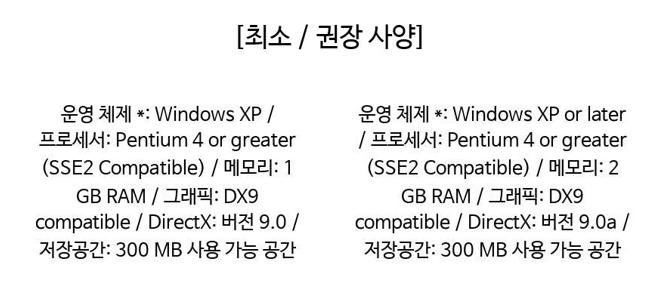 [최소 / 권장 사양]
운영 체제 *: Windows XP /
프로세서: Pentium 4 or greater
(SSE2 Compatible) / 메모리: 1
GB RAM / 그래픽: DX9
compatible / DirectX: 버전 9.0 /
저장공간: 300 MB 사용 가능 공간
운영 체제 *: Windows XP or later
/ 프로세서: Pentium 4 or greater
(SSE2 Compatible) / 메모리: 2
GB RAM / 그래픽: DX9
compatible / DirectX: 버전 9.0a /
저장공간: 300 MB 사용 가능 공간